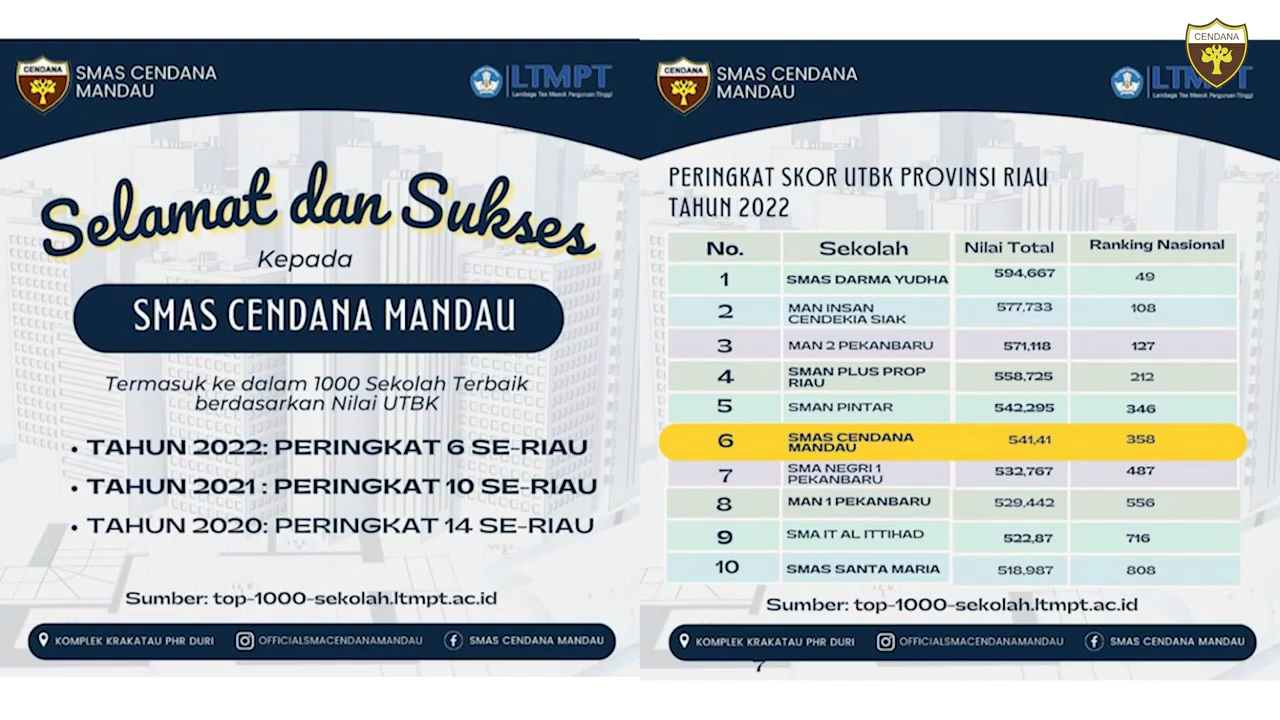 CENDANA
SMAS CENDANA
MANDAU
LTMPT
Lembaga Tes Masuk Perguruan Tinggi
Selamat dan Sukses
Kepada
SMAS CENDANA MANDAU
Termasuk ke dalam 1000 Sekolah Terbaik
berdasarkan Nilai UTBK
• TAHUN 2022: PERINGKAT 6 SE-RIAU
• TAHUN 2021 : PERINGKAT 10 SE-RIAU
• TAHUN 2020: PERINGKAT 14 SE-RIAU
Sumber: top-1000-sekolah.ltmpt.ac.id
KOMPLEK KRAKATAU PHR DURI OFFICIALSMACENDANAMANDAU SMAS CENDANA MANDAU
CENDANA
SMAS CENDANA
MANDAU
LTMPT
Lembaga Tes Masuk Perguruan Tinggi
CENDANA
PERINGKAT SKOR UTBK PROVINSI RIAU
TAHUN 2022
No. Sekolah Nilai Total Ranking Nasional
1 SMAS DARMA YUDHA 594,667 49
2 MAN INSAN CENDEKIA SIAK 577,733 108
3 MAN 2 PEKANBARU 571,118 127
4 SMAN PLUS PROP RIAU 558,725 212
5 SMAN PINTAR 542,295 346
6 SMAS CENDANA MANDAU 541,41 358
7 SMA NEGRI 1 PEKANBARU 532,767 487
8 MAN 1 PEKANBARU 529,442 556
9 SMA IT AL ITTIHAD 522,87 716
10 SMAS SANTA MARIA 518,987 808
Sumber: top-1000-sekolah.ltmpt.ac.id
KOMPLEK KRAKATAU PHR DURI OFFICIALSMACENDANAMANDAU SMAS CENDANA MANDAU
7